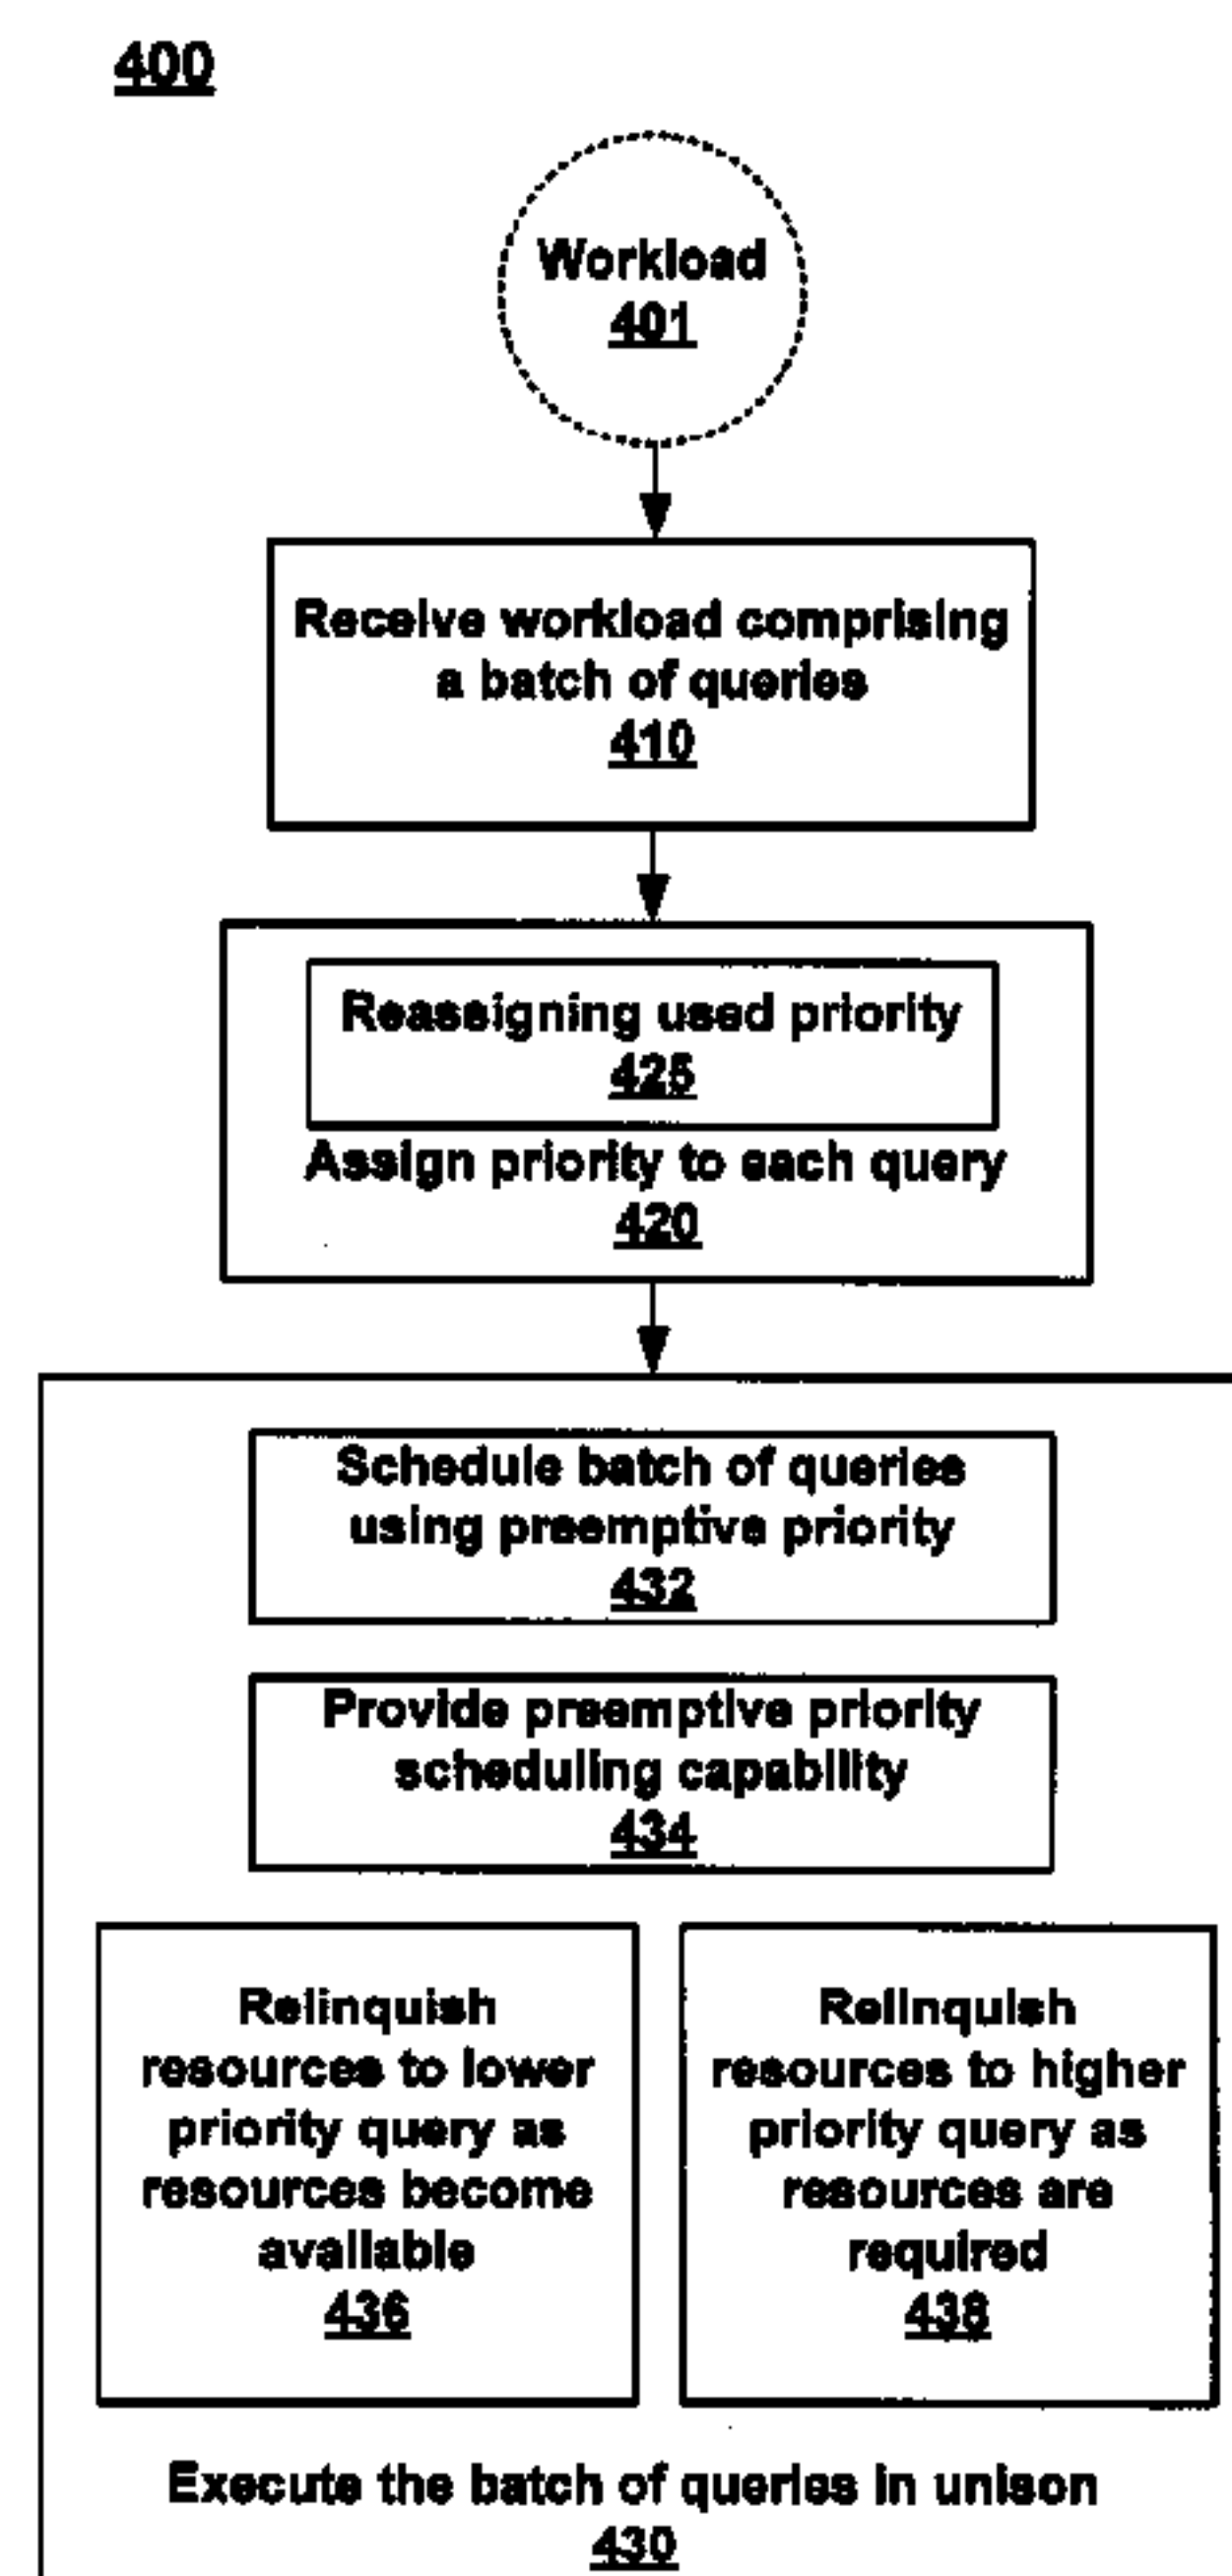 400
Workload
401
Receive workload comprising
a batch of queries
410
Reassigning used priority
425
Assign priority to each query
420
Schedule batch of queries
using preemptive priority
432
Provide preemptive priority
scheduling capability
434
Relinquish
resources to lower
priority query as
resources become
available
436
Relinquish
resources to higher
priority query as
resources are
required
438
Execute the batch of queries in unison
430